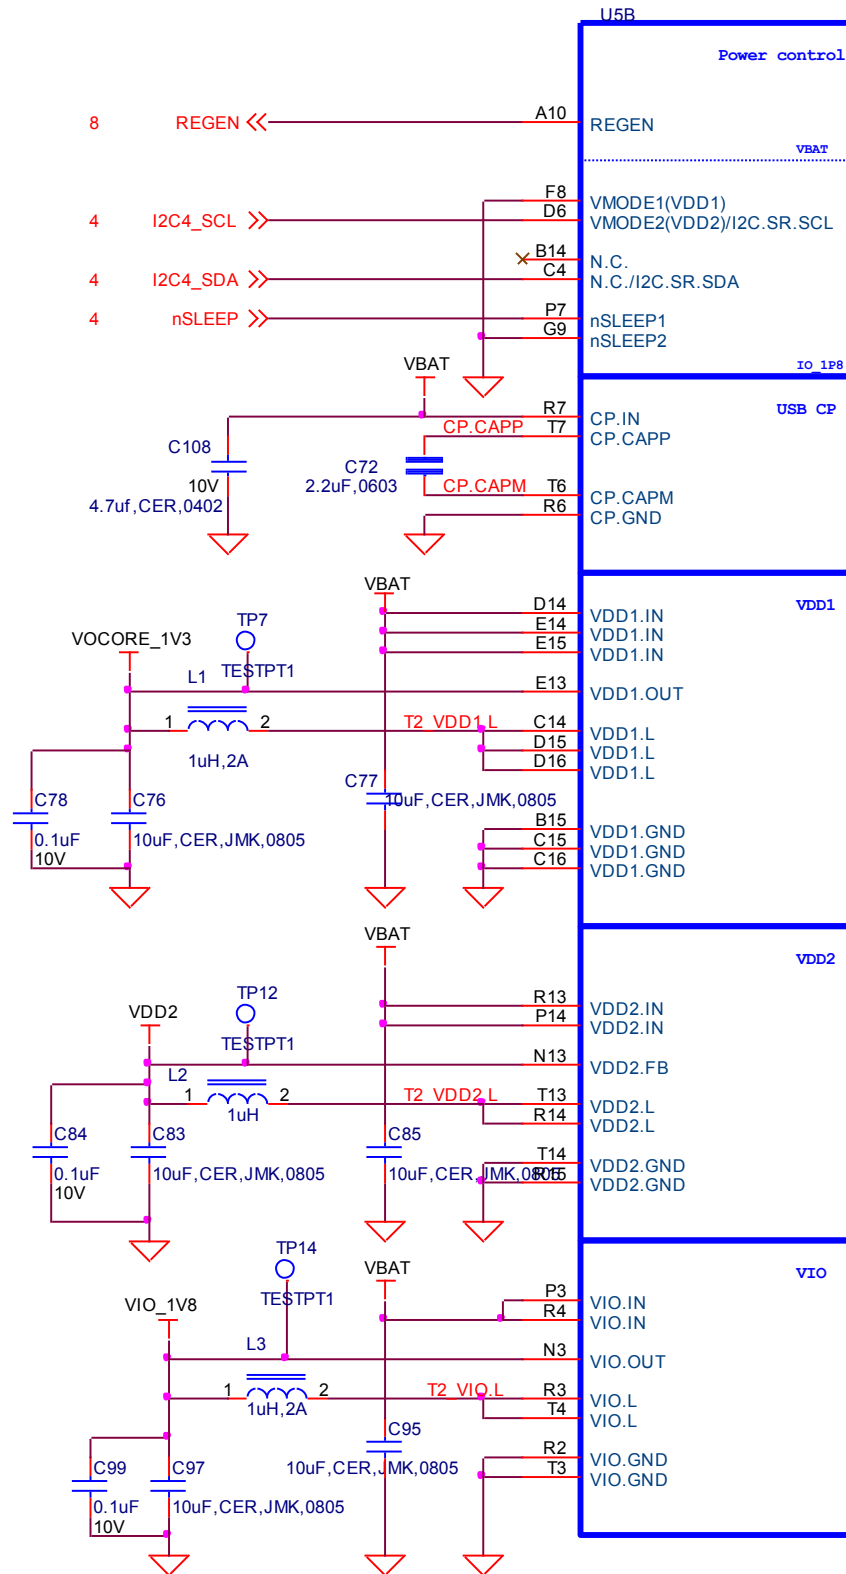 U5B
Power control
8 REGEN A10 REGEN
VBAT
F8 VMODE1(VDD1)
4 I2C4_SCL D6 VMODE2(VDD2)/I2C.SR.SCL
B14 N.C.
4 I2C4_SDA C4 N.C./I2C.SR.SDA
4 nSLEEP P7 nSLEEP1
G9 nSLEEP2
IO_1P8
VBAT
USB CP
R7 CP.IN
CP.CAPP T7 CP.CAPP
C108
C72
10V 2.2uF,0603
CP.CAPM T6 CP.CAPM
4.7uf,CER,0402
R6 CP.GND
VBAT
VDD1
D14 VDD1.IN
TP7
E14 VDD1.IN
VOCORE_1V3
E15 VDD1.IN
TESTPT1
L1
E13 VDD1.OUT
1 2 T2_VDD1.L C14 VDD1.L
D15 VDD1.L
1uH,2A
D16 VDD1.L
C77
10uF,CER,JMK,0805
C78 C76
B15 VDD1.GND
0.1uF 10uF,CER,JMK,0805
C15 VDD1.GND
10V
C16 VDD1.GND
VBAT
VDD2
TP12
R13 VDD2.IN
VDD2
P14 VDD2.IN
TESTPT1
N13 VDD2.FB
L2
1 2 T2_VDD2.L T13 VDD2.L
1uH
R14 VDD2.L
C84 C83 C85
T14 VDD2.GND
0.1uF 10uF,CER,JMK,0805 10uF,CER,JMK,0805
R15 VDD2.GND
10V
TP14
VBAT
VIO
P3 VIO.IN
TESTPT1
VIO_1V8
R4 VIO.IN
L3
N3 VIO.OUT
1 2 T2_VIO.L R3 VIO.L
1uH,2A
T4 VIO.L
C95
R2 VIO.GND
C99 C97 10uF,CER,JMK,0805
T3 VIO.GND
0.1uF 10uF,CER,JMK,0805
10V